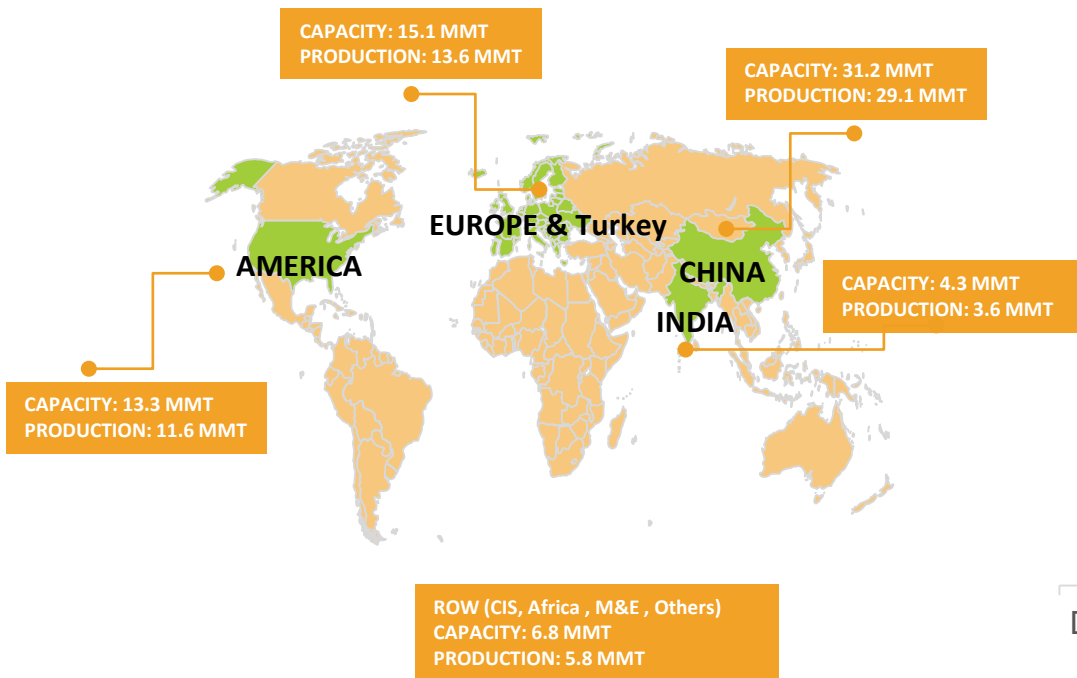 CAPACITY: 15.1 MMT
PRODUCTION: 13.6 MMT
CAPACITY: 31.2 MMT
PRODUCTION: 29.1 MMT
EUROPE & Turkey
AMERICA
CHINA
CAPACITY: 4.3 MMT
PRODUCTION: 3.6 MMT
INDIA
CAPACITY: 13.3 MMT
PRODUCTION: 11.6 MMT
ROW (CIS, Africa , M&E , Others)
CAPACITY: 6.8 MMT
PRODUCTION: 5.8 MMT